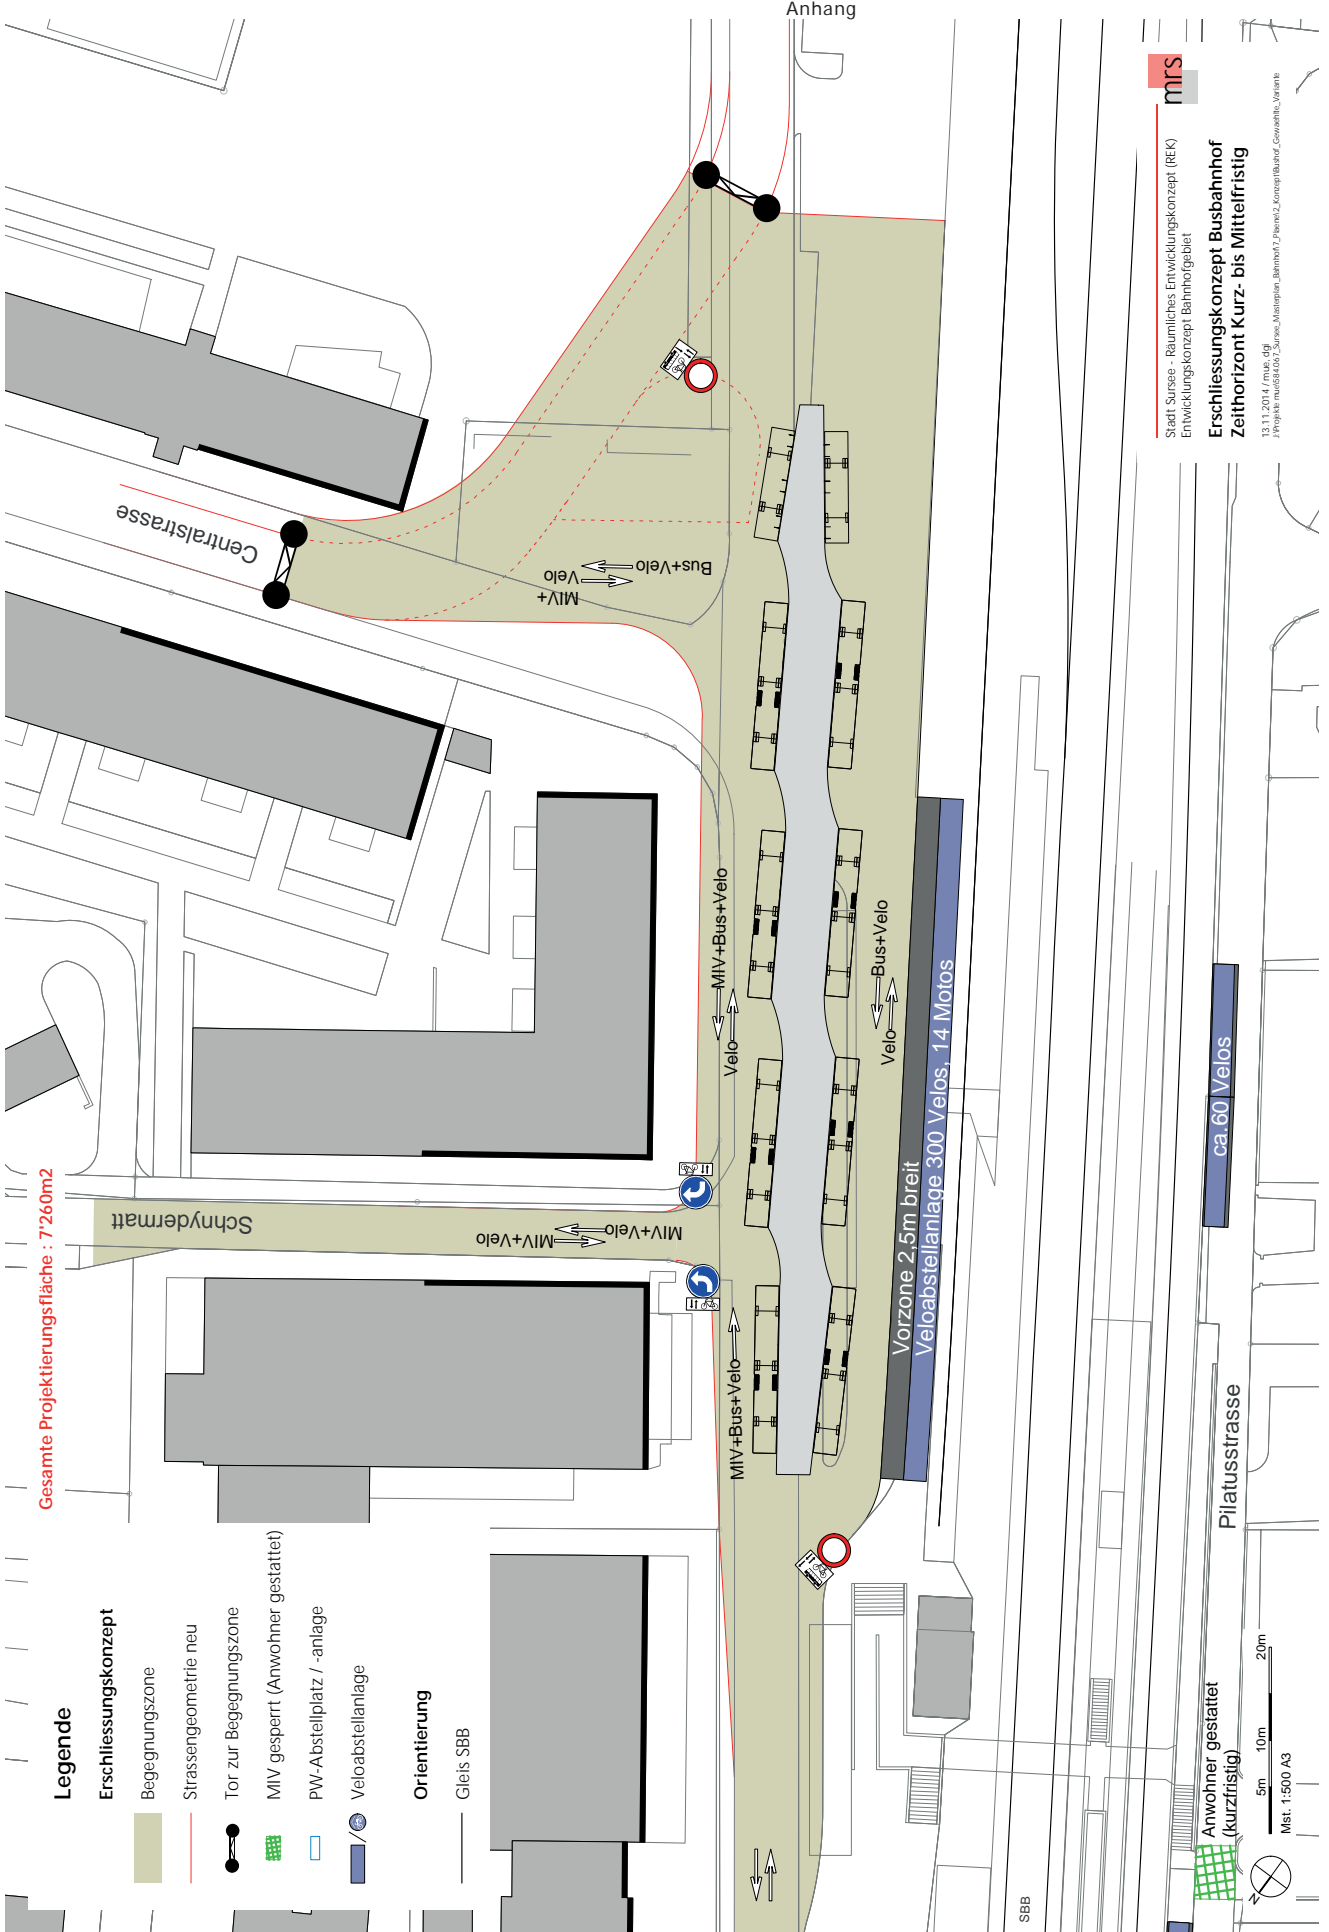 Anhang
mrs
Stadt Sursee - Räumliches Entwicklungskonzept (REK)
Entwicklungskonzept Bahnhofgebiet
Erschliessungskonzept Busbahnhof
Zeithorizont Kurz- bis Mittelfristig
13.11.2014 / mue, dgi
Gesamte Projektierungsfläche : 7'260m2
Centralstrasse
MIV+
Velo
Bus+Velo
MIV+Bus+Velo
Velo
Bus+Velo
Velo
Schnydermatt
MIV+Velo
MIV+Velo
MIV+Bus+Velo
Vorzone 2,5m breit
Veloabstellanlage 300 Velos, 14 Motos
ca.60 Velos
Pilatusstrasse
Legende
Erschliessungskonzept
Begegnungszone
Strassengeometrie neu
Tor zur Begegnungszone
MIV gesperrt (Anwohner gestattet)
PW-Abstellplatz / -anlage
Veloabstellanlage
Orientierung
Gleis SBB
SBB
Anwohner gestattet
(kurzfristig)
5m 10m 20m
Mst. 1:500 A3
N